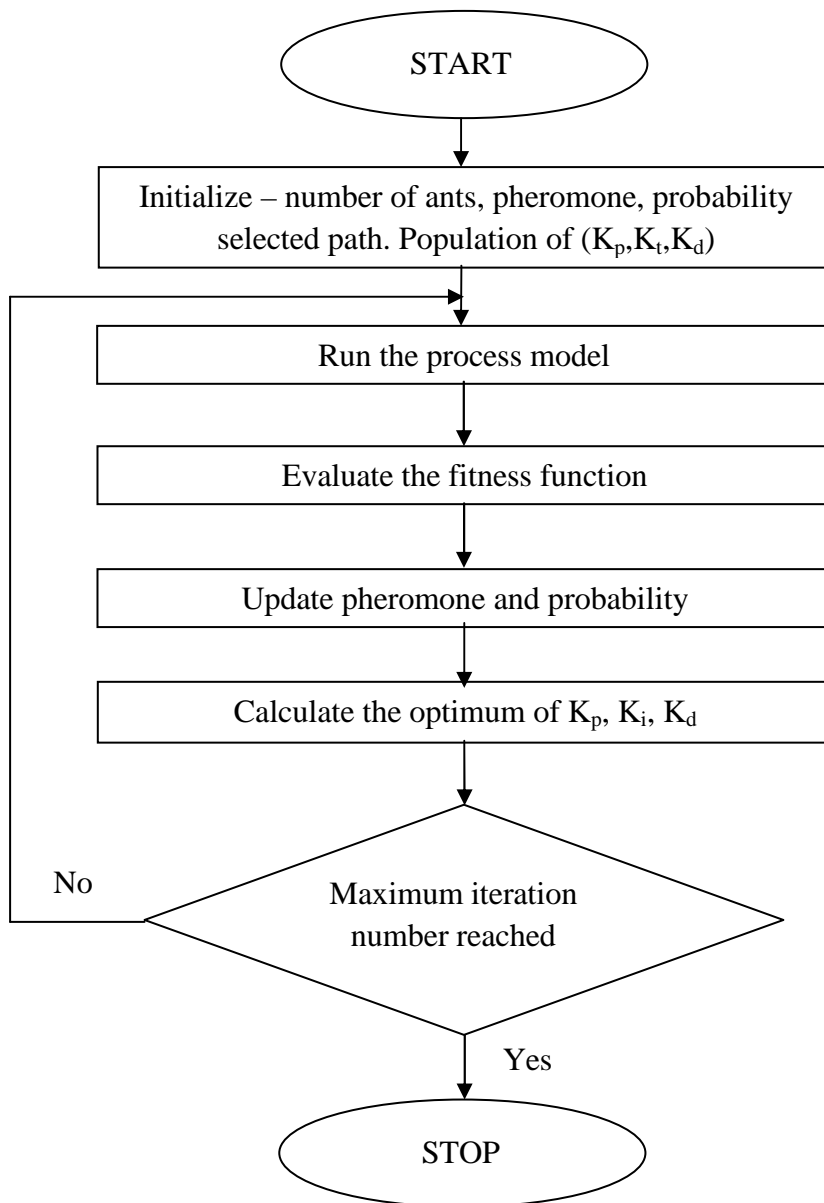 START
Initialize – number of ants, pheromone, probability
selected path. Population of (Kp,Kt,Kd)
Run the process model
Evaluate the fitness function
Update pheromone and probability
Calculate the optimum of Kp, Ki, Kd
No
Maximum iteration
number reached
Yes
STOP